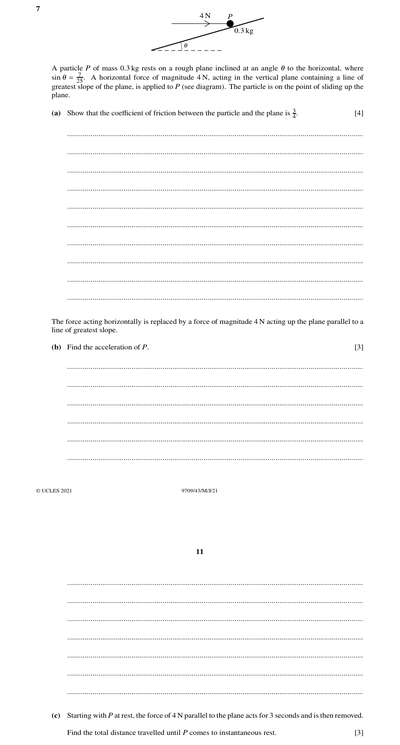 7
4 N
P
0.3 kg
θ
A particle P of mass 0.3 kg rests on a rough plane inclined at an angle θ to the horizontal, where
sin θ = 7/25. A horizontal force of magnitude 4 N, acting in the vertical plane containing a line of
greatest slope of the plane, is applied to P (see diagram). The particle is on the point of sliding up the
plane.
(a) Show that the coefficient of friction between the particle and the plane is 3/4. [4]
The force acting horizontally is replaced by a force of magnitude 4 N acting up the plane parallel to a
line of greatest slope.
(b) Find the acceleration of P. [3]
© UCLES 2021 9709/43/M/J/21
11
(c) Starting with P at rest, the force of 4 N parallel to the plane acts for 3 seconds and is then removed.
Find the total distance travelled until P comes to instantaneous rest. [3]